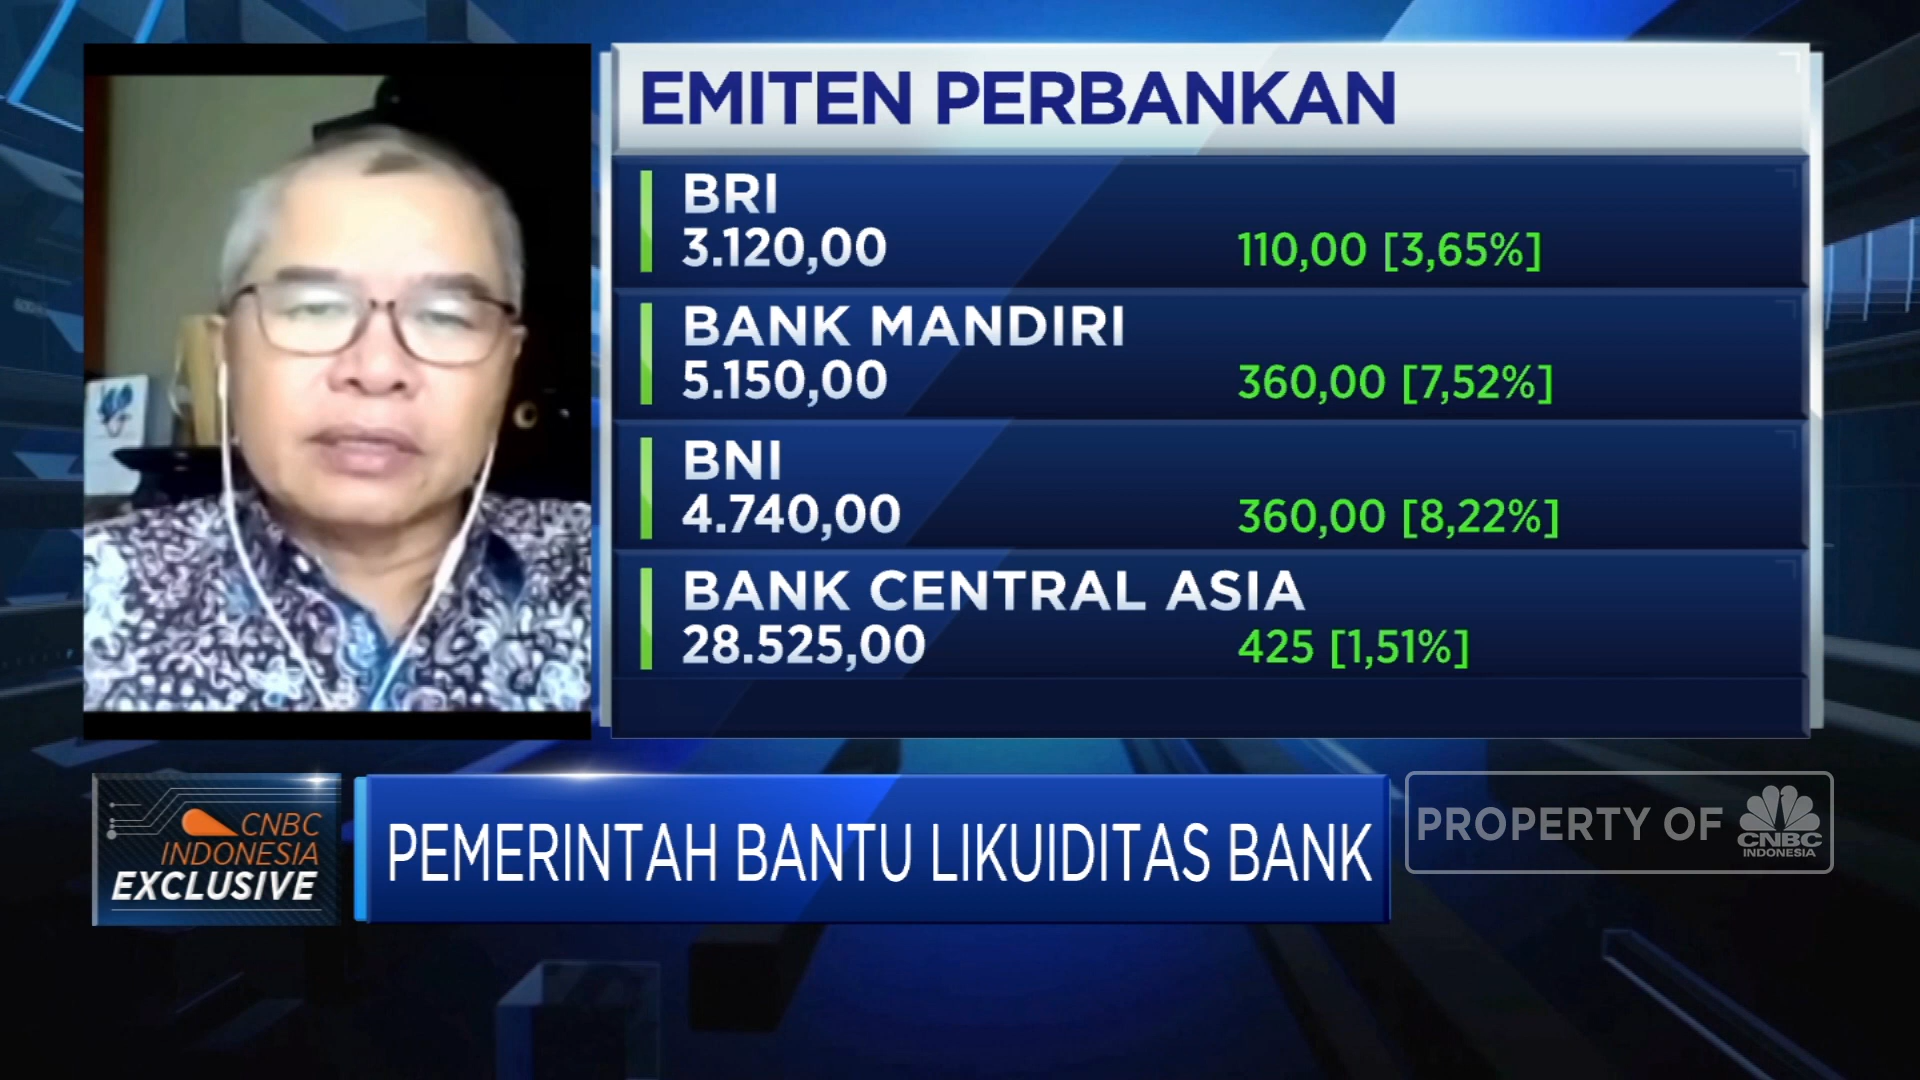 EMITEN PERBANKAN
BRI
3.120,00 110,00 [3,65%]
BANK MANDIRI
5.150,00 360,00 [7,52%]
BNI
4.740,00 360,00 [8,22%]
BANK CENTRAL ASIA
28.525,00 425 [1,51%]
CNBC
INDONESIA
EXCLUSIVE
PEMERINTAH BANTU LIKUIDITAS BANK
PROPERTY OF CNBC
INDONESIA